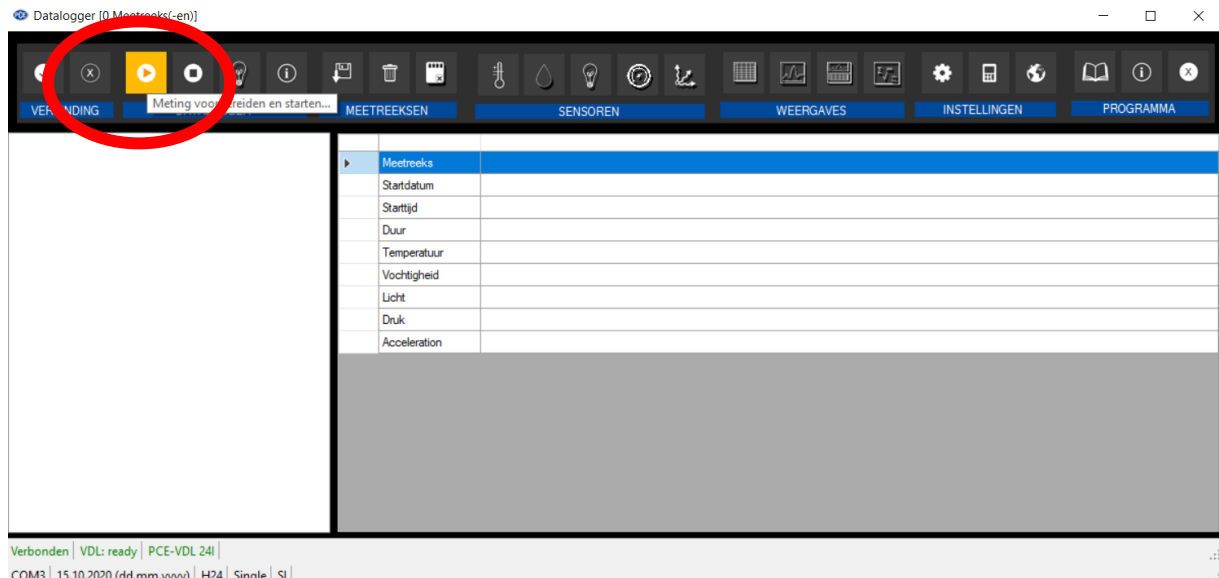 Datalogger [0 Meetreeks(-en)]
Meting voorbereiden en starten...
MEETREEKSEN
SENSOREN
WEERGAVES
INSTELLINGEN
PROGRAMMA
Meetreeks
Startdatum
Starttijd
Duur
Temperatuur
Vochtigheid
Licht
Druk
Acceleration
Verbonden VDL: ready PCE-VDL 24I
COM3 15.10.2020 (dd.mm.yyyy) H24 Single SI